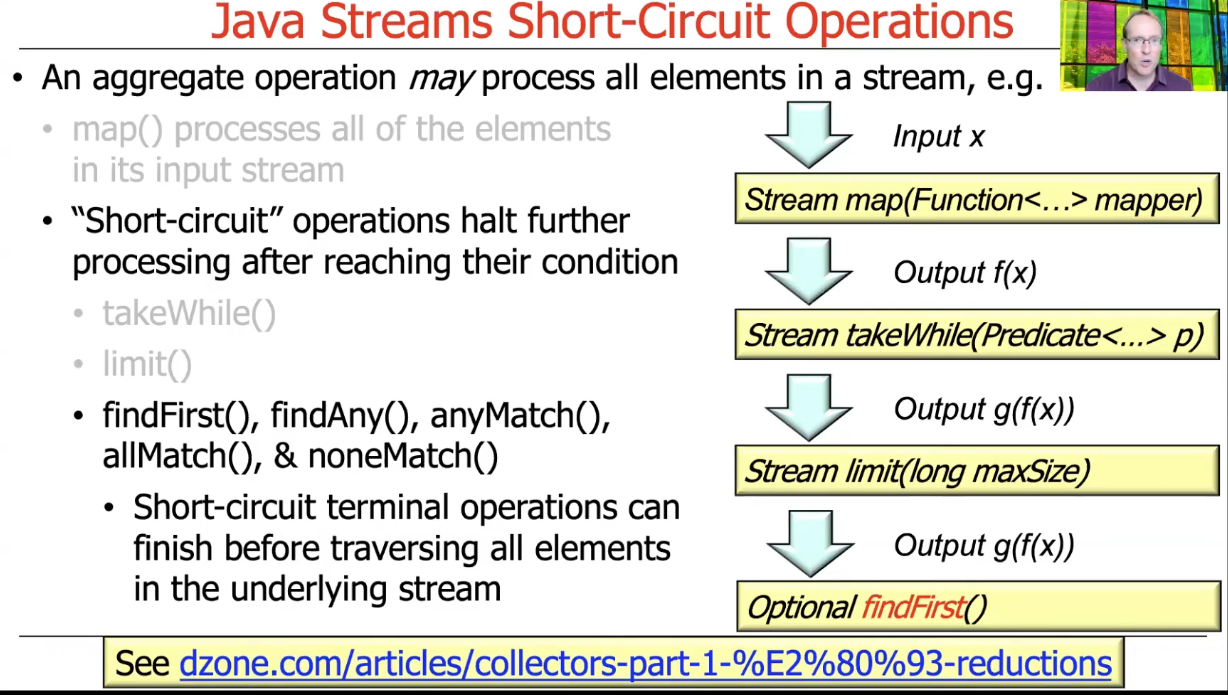 Java Streams Short-Circuit Operations
• An aggregate operation may process all elements in a stream, e.g.
• map() processes all of the elements
in its input stream
• “Short-circuit” operations halt further
processing after reaching their condition
• takeWhile()
• limit()
• findFirst(), findAny(), anyMatch(),
allMatch(), & noneMatch()
• Short-circuit terminal operations can
finish before traversing all elements
in the underlying stream
Input x
Stream map(Function<…> mapper)
Output f(x)
Stream takeWhile(Predicate<...> p)
Output g(f(x))
Stream limit(long maxSize)
Output g(f(x))
Optional findFirst()
See dzone.com/articles/collectors-part-1-%E2%80%93-reductions